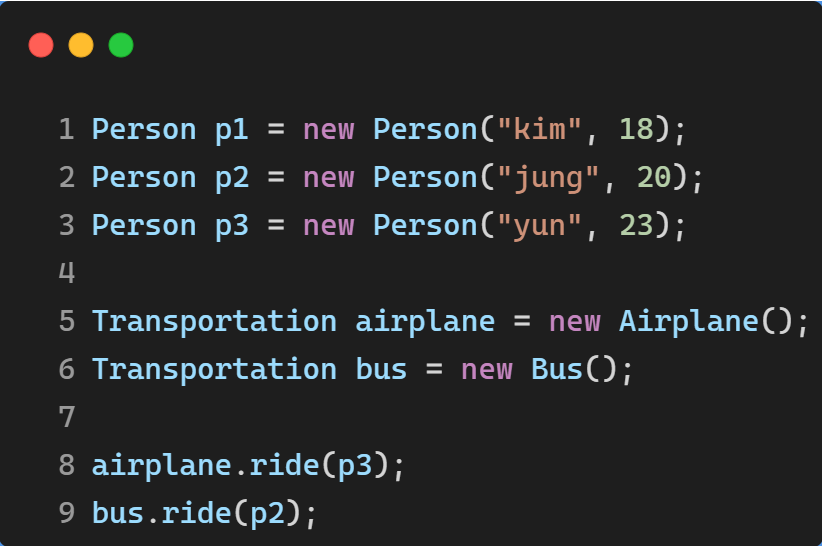 1 Person p1 = new Person("kim", 18);
2 Person p2 = new Person("jung", 20);
3 Person p3 = new Person("yun", 23);
4
5 Transportation airplane = new Airplane();
6 Transportation bus = new Bus();
7
8 airplane.ride(p3);
9 bus.ride(p2);